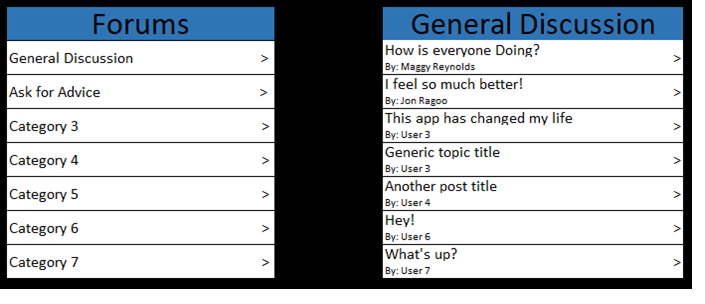 Forums
General Discussion >
Ask for Advice >
Category 3 >
Category 4 >
Category 5 >
Category 6 >
Category 7 >
General Discussion
How is everyone Doing? >
By: Maggy Reynolds
I feel so much better! >
By: Jon Ragoo
This app has changed my life >
By: User 3
Generic topic title >
By: User 3
Another post title >
By: User 4
Hey! >
By: User 6
What's up? >
By: User 7